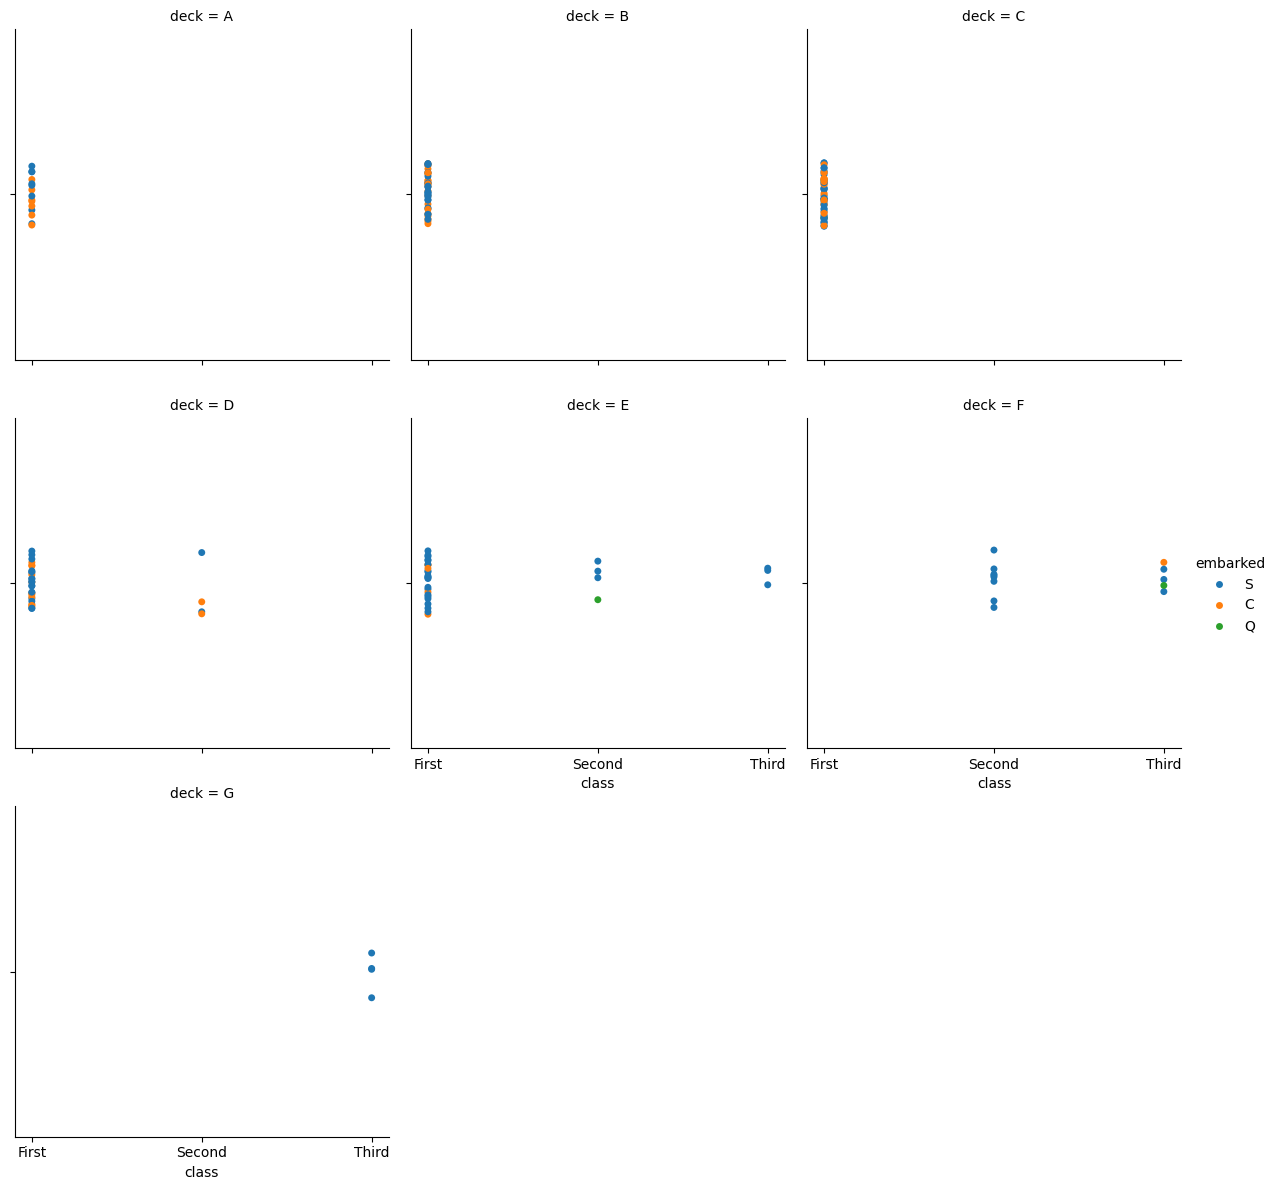 deck = A
deck = B
deck = C
deck = D
deck = E
deck = F
First Second Third
class
First Second Third
class
embarked
S
C
Q
deck = G
First Second Third
class